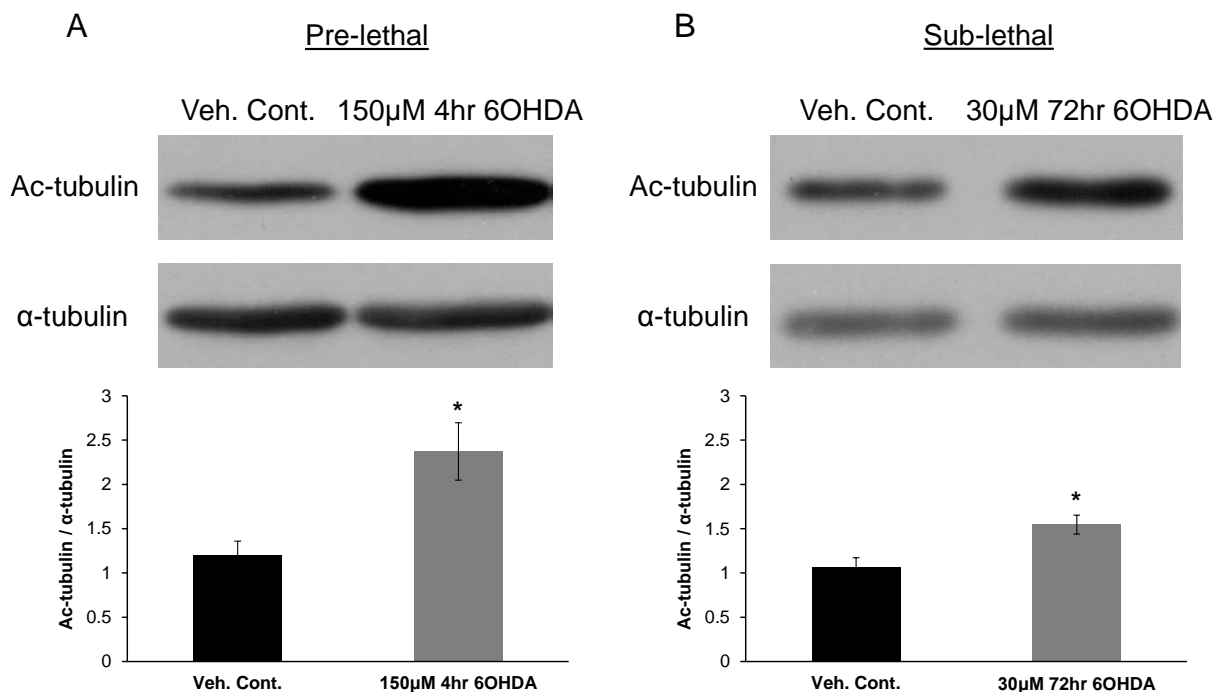 A
Pre-lethal
Veh. Cont. 150µM 4hr 6OHDA
Ac-tubulin
α-tubulin
Ac-tubulin / α-tubulin
3
*
2.5
2
1.5
1
0.5
0
Veh. Cont. 150µM 4hr 6OHDA
B
Sub-lethal
Veh. Cont. 30µM 72hr 6OHDA
Ac-tubulin
α-tubulin
Ac-tubulin / α-tubulin
3
2.5
2
*
1.5
1
0.5
0
Veh. Cont. 30µM 72hr 6OHDA